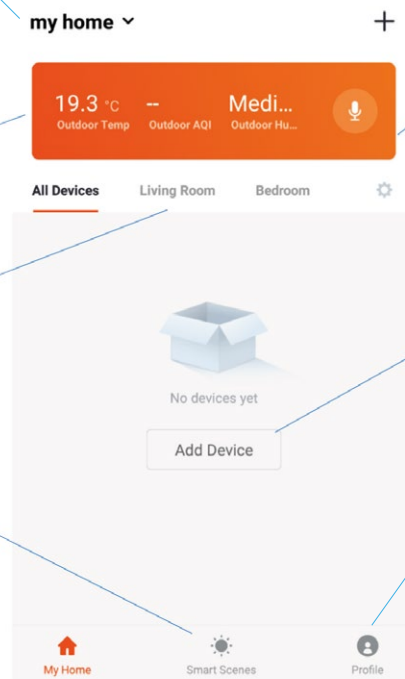 my home
19.3 °C -- Medi...
Outdoor Temp Outdoor AQI Outdoor Hu...
All Devices Living Room Bedroom
No devices yet
Add Device
My Home Smart Scenes Profile